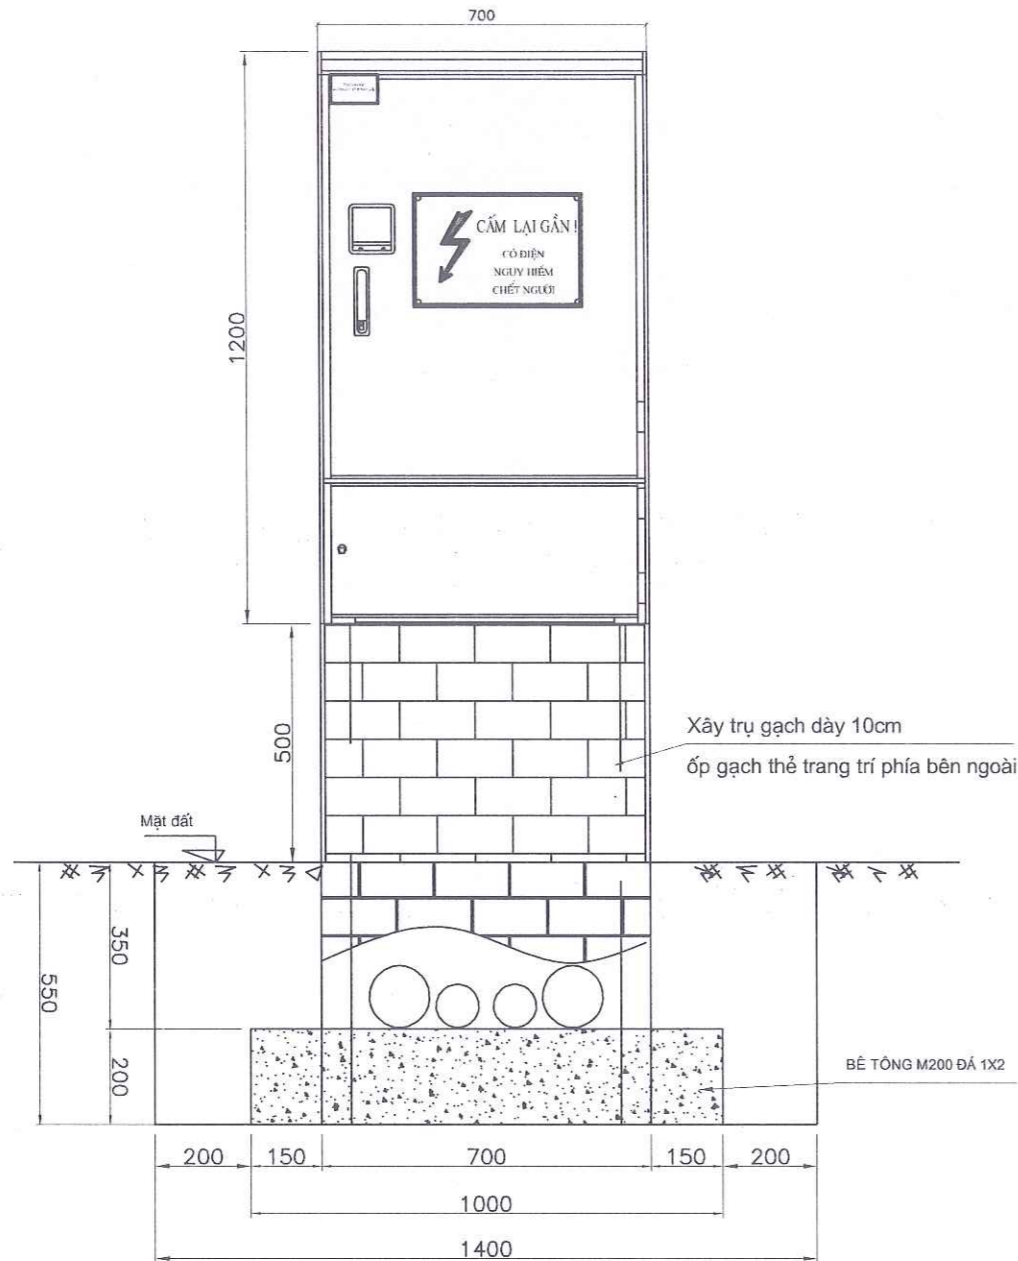 700
1200
CẤM LẠI GẦN!
CÓ ĐIỆN
NGUY HIỂM
CHẾT NGƯỜI
500
Xây trụ gạch dày 10cm
ốp gạch thẻ trang trí phía bên ngoài
Mặt đất
350
550
200
BÊ TÔNG M200 ĐÁ 1X2
200 150 700 150 200
1000
1400